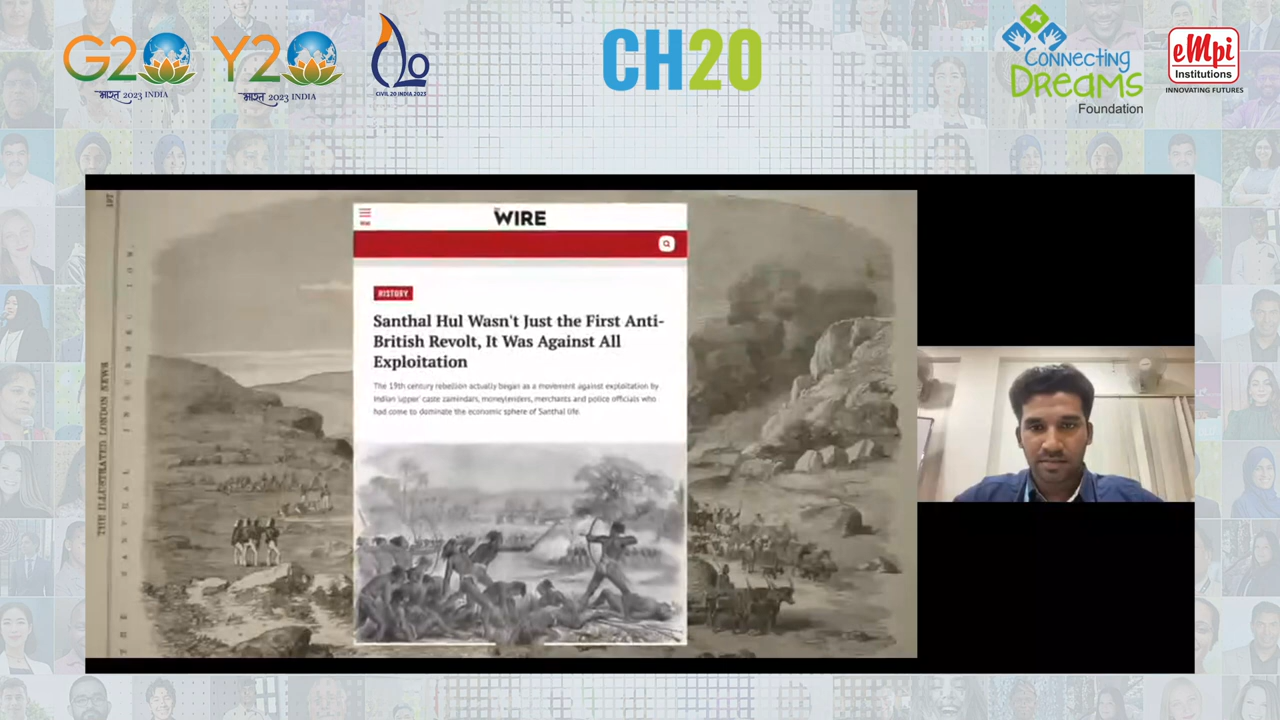 G20
भारत 2023 INDIA
Y20
भारत 2023 INDIA
CIVIL 20 INDIA 2023
CH20
CONNECTING
DREAMS
Foundation
eMpi
Institutions
INNOVATING FUTURES
THE ILLUSTRATED LONDON NEWS
THE WIRE
HISTORY
Santhal Hul Wasn't Just the First Anti-
British Revolt, It Was Against All
Exploitation
The 19th century rebellion actually began as a movement against exploitation by
Indian 'upper' caste zamindars, moneylenders, merchants and police officials who
had come to dominate the economic sphere of Santhal life.